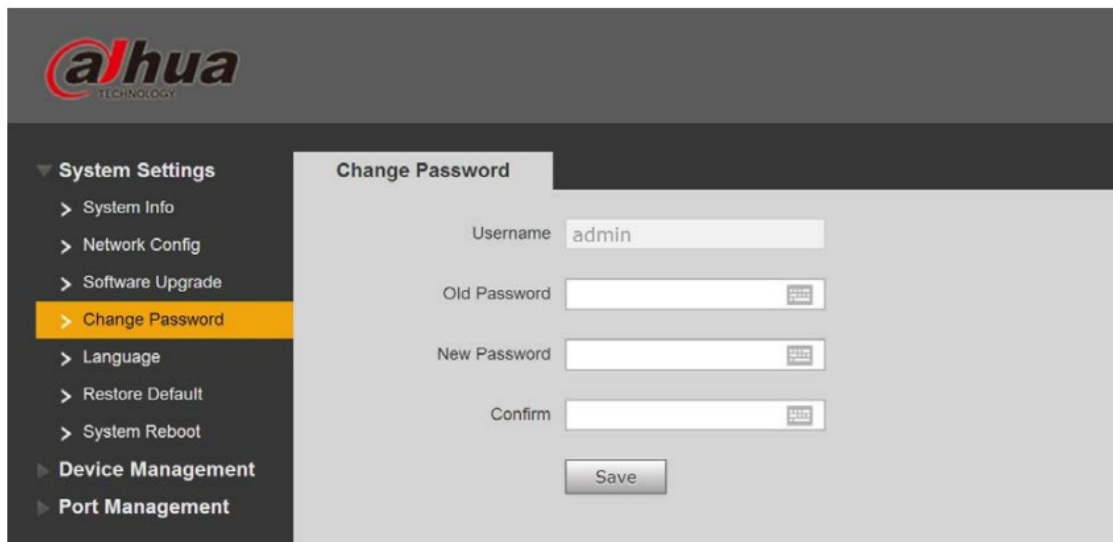 alhua
TECHNOLOGY
System Settings
System Info
Network Config
Software Upgrade
Change Password
Language
Restore Default
System Reboot
Device Management
Port Management
Change Password
Username admin
Old Password
New Password
Confirm
Save